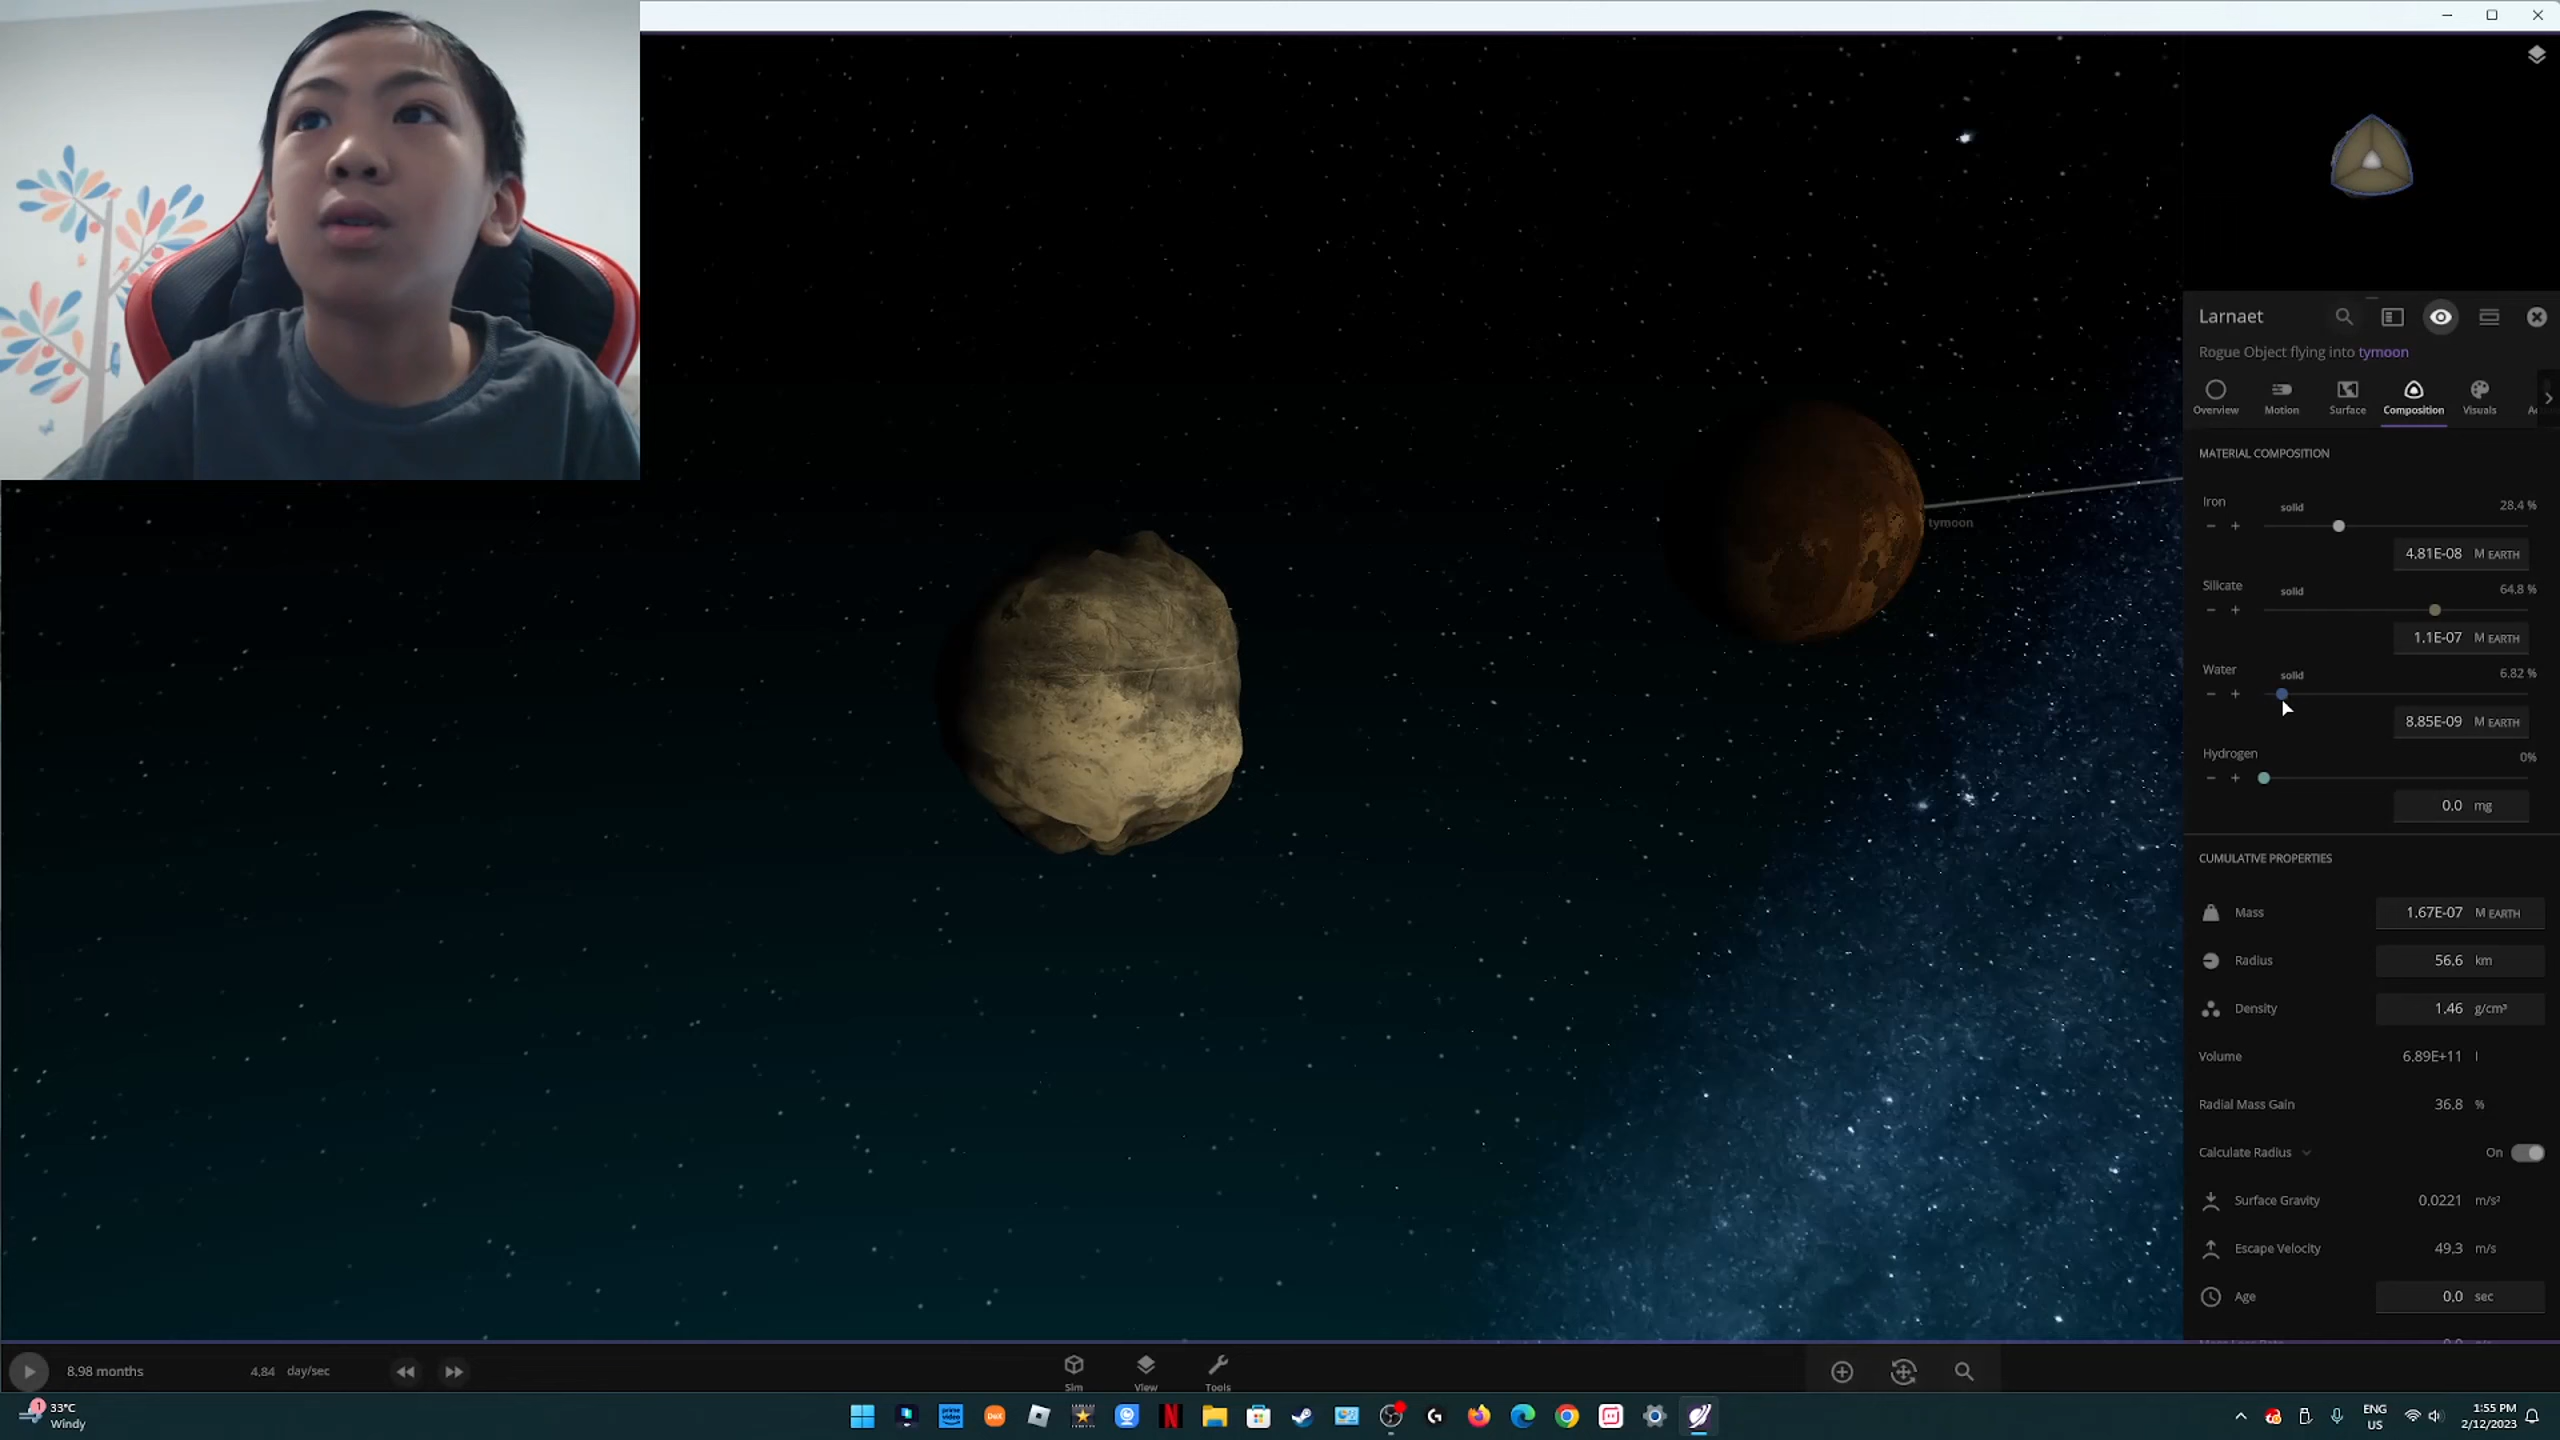 Larnaet
Rogue Object flying into tymoon
Overview Motion Surface Composition Visuals
MATERIAL COMPOSITION
Iron solid 28.4 %
4.81E-08 M EARTH
Silicate solid 64.8 %
1.1E-07 M EARTH
Water solid 6.82 %
8.85E-09 M EARTH
Hydrogen 0%
0.0 mg
CUMULATIVE PROPERTIES
Mass 1.67E-07 M EARTH
Radius 56.6 km
Density 1.46 g/cm³
Volume 6.89E+11 l
Radial Mass Gain 36.8 %
Calculate Radius On
Surface Gravity 0.0221 m/s²
Escape Velocity 49.3 m/s
Age 0.0 sec
tymoon
8.98 months 4.84 day/sec
Sim View Tools
1 33°C
Windy
prime video
DeX
N
G
ENG
US
1:55 PM
2/12/2023